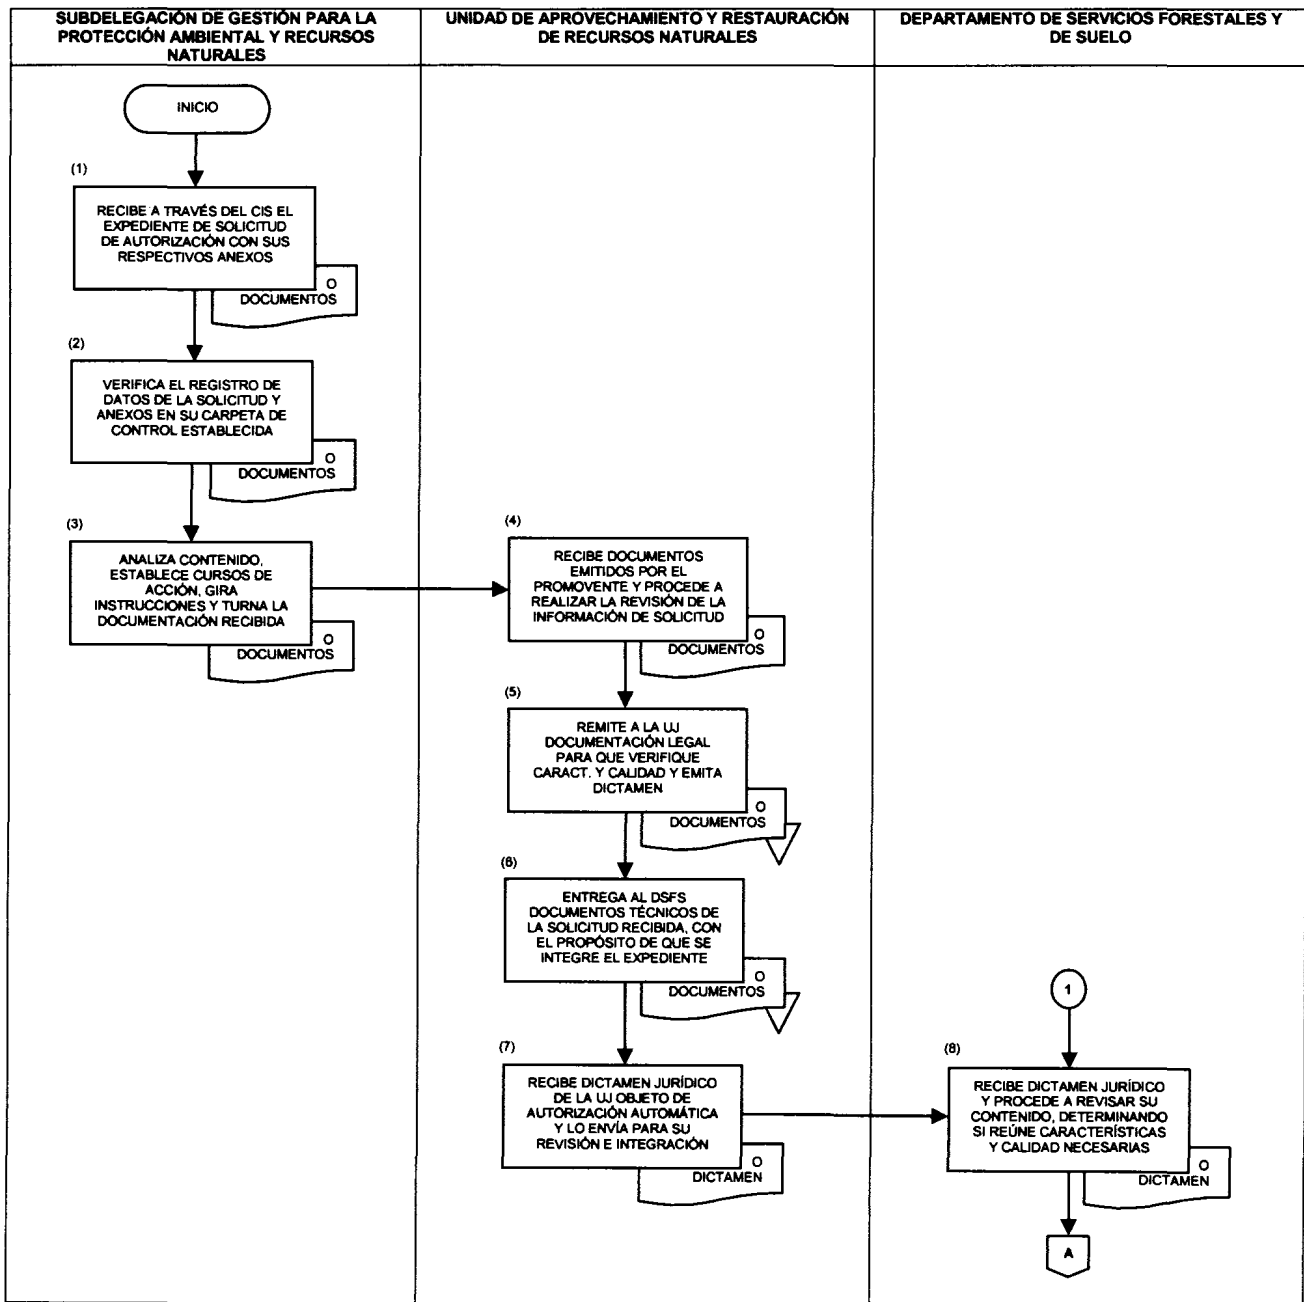 SUBDELEGACIÓN DE GESTIÓN PARA LA
PROTECCIÓN AMBIENTAL Y RECURSOS
NATURALES
UNIDAD DE APROVECHAMIENTO Y RESTAURACIÓN
DE RECURSOS NATURALES
DEPARTAMENTO DE SERVICIOS FORESTALES Y
DE SUELO
INICIO
(1)
RECIBE A TRAVÉS DEL CIS EL
EXPEDIENTE DE SOLICITUD
DE AUTORIZACIÓN CON SUS
RESPECTIVOS ANEXOS
O
DOCUMENTOS
(2)
VERIFICA EL REGISTRO DE
DATOS DE LA SOLICITUD Y
ANEXOS EN SU CARPETA DE
CONTROL ESTABLECIDA
O
DOCUMENTOS
(3)
ANALIZA CONTENIDO,
ESTABLECE CURSOS DE
ACCIÓN, GIRA
INSTRUCCIONES Y TURNA LA
DOCUMENTACIÓN RECIBIDA
O
DOCUMENTOS
(4)
RECIBE DOCUMENTOS
EMITIDOS POR EL
PROMOVENTE Y PROCEDE A
REALIZAR LA REVISIÓN DE LA
INFORMACIÓN DE SOLICITUD
O
DOCUMENTOS
(5)
REMITE A LA UJ
DOCUMENTACIÓN LEGAL
PARA QUE VERIFIQUE
CARACT. Y CALIDAD Y EMITA
DICTAMEN
O
DOCUMENTOS
(6)
ENTREGA AL DSFS
DOCUMENTOS TÉCNICOS DE
LA SOLICITUD RECIBIDA, CON
EL PROPÓSITO DE QUE SE
INTEGRE EL EXPEDIENTE
O
DOCUMENTOS
(7)
RECIBE DICTAMEN JURÍDICO
DE LA UJ OBJETO DE
AUTORIZACIÓN AUTOMÁTICA
Y LO ENVÍA PARA SU
REVISIÓN E INTEGRACIÓN
O
DICTAMEN
1
(8)
RECIBE DICTAMEN JURÍDICO
Y PROCEDE A REVISAR SU
CONTENIDO, DETERMINANDO
SI REÚNE CARACTERÍSTICAS
Y CALIDAD NECESARIAS
O
DICTAMEN
A